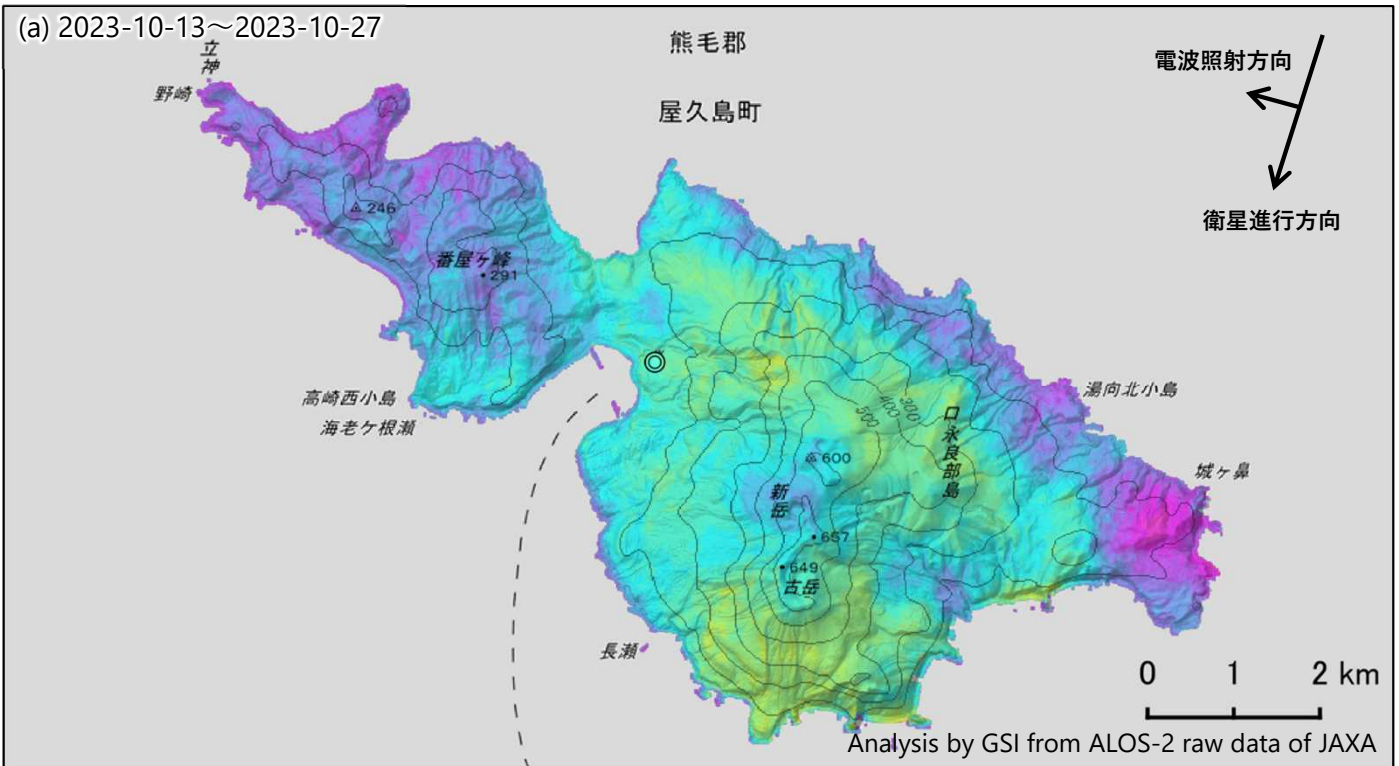 (a) 2023-10-13～2023-10-27
熊毛郡
立神
電波照射方向
野崎
屋久島町
衛星進行方向
246
番屋ヶ峰
291
高崎西小島
湯向北小島
300
400
500
口永良部島
海老ケ根瀬
600
城ヶ鼻
新岳
657
649
古岳
長瀬
0 1 2 km
Analysis by GSI from ALOS-2 raw data of JAXA